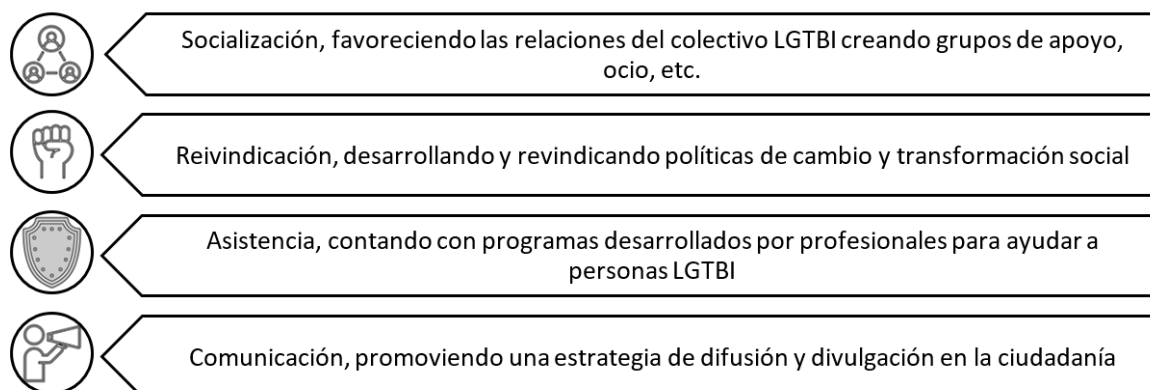 Socialización, favoreciendo las relaciones del colectivo LGTBI creando grupos de apoyo,
ocio, etc.
Reivindicación, desarrollando y revindicando políticas de cambio y transformación social
Asistencia, contando con programas desarrollados por profesionales para ayudar a
personas LGTBI
Comunicación, promoviendo una estrategia de difusión y divulgación en la ciudadanía